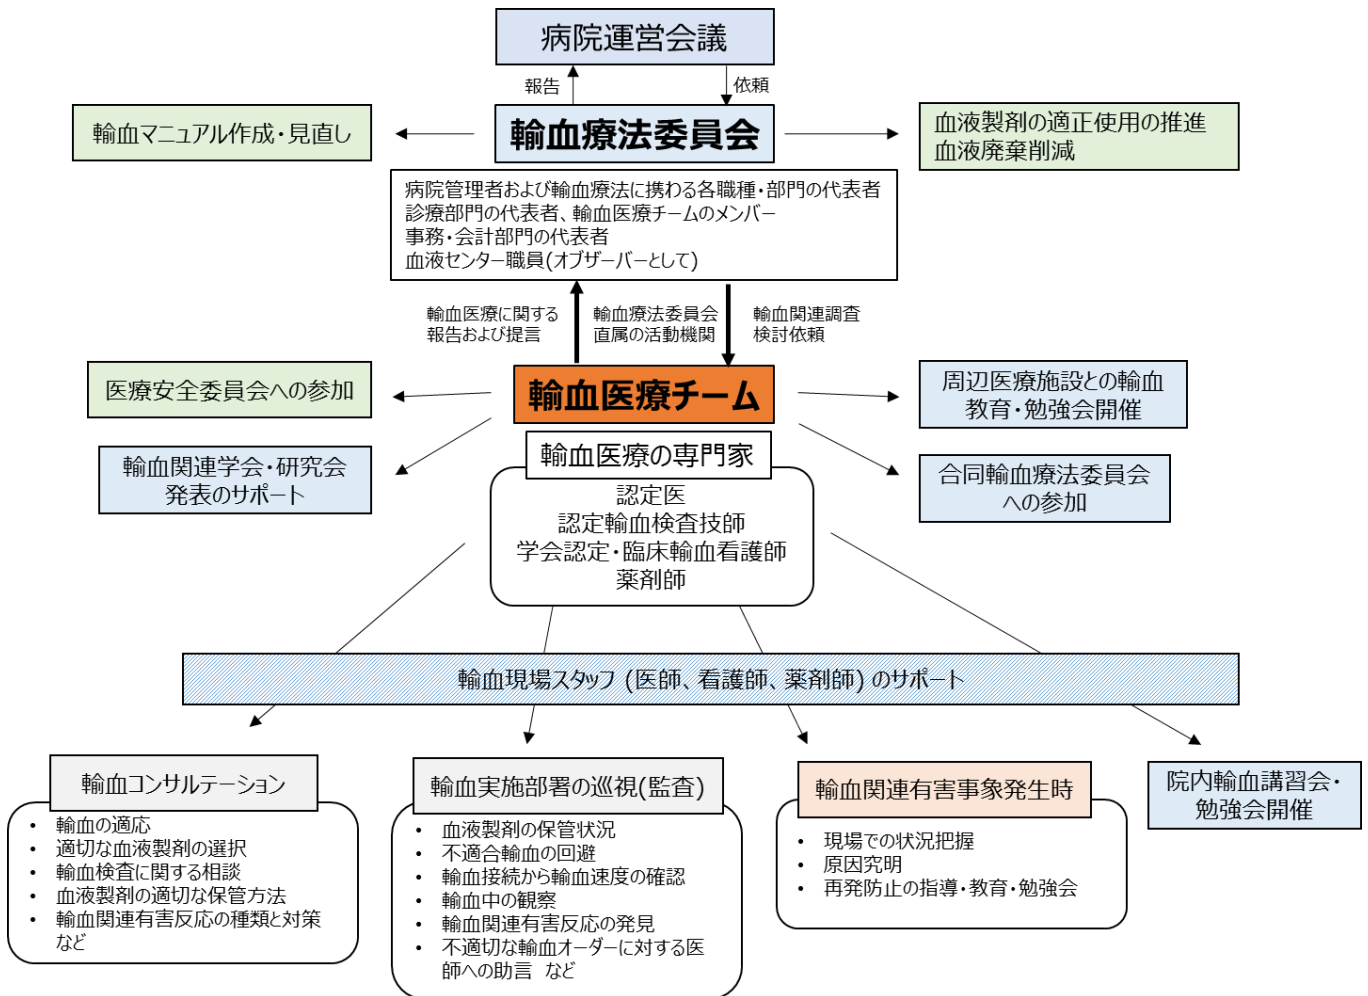 病院運営会議
報告
依頼
輸血マニュアル作成・見直し
輸血療法委員会
血液製剤の適正使用の推進
血液廃棄削減
病院管理者および輸血療法に携わる各職種・部門の代表者
診療部門の代表者、輸血医療チームのメンバー
事務・会計部門の代表者
血液センター職員(オブザーバーとして)
輸血医療に関する
報告および提言
輸血療法委員会
直属の活動機関
輸血関連調査
検討依頼
医療安全委員会への参加
輸血医療チーム
周辺医療施設との輸血
教育・勉強会開催
輸血関連学会・研究会
発表のサポート
輸血医療の専門家
合同輸血療法委員会
への参加
認定医
認定輸血検査技師
学会認定・臨床輸血看護師
薬剤師
輸血現場スタッフ (医師、看護師、薬剤師) のサポート
輸血コンサルテーション
• 輸血の適応
• 適切な血液製剤の選択
• 輸血検査に関する相談
• 血液製剤の適切な保管方法
• 輸血関連有害反応の種類と対策
など
輸血実施部署の巡視(監査)
• 血液製剤の保管状況
• 不適合輸血の回避
• 輸血接続から輸血速度の確認
• 輸血中の観察
• 輸血関連有害反応の発見
• 不適切な輸血オーダーに対する医
師への助言 など
輸血関連有害事象発生時
• 現場での状況把握
• 原因究明
• 再発防止の指導・教育・勉強会
院内輸血講習会・
勉強会開催